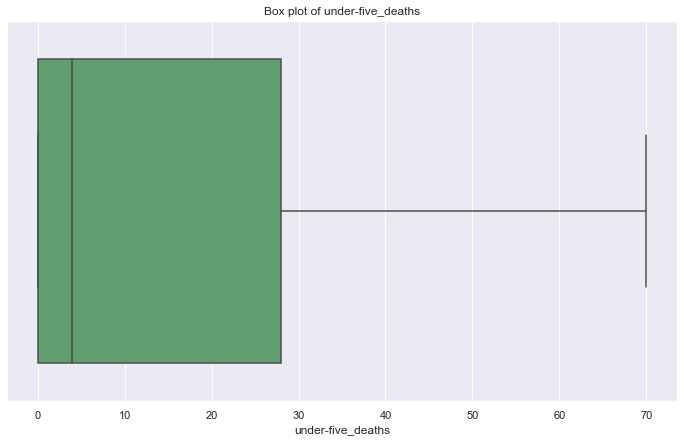 Box plot of under-five_deaths
0 10 20 30 40 50 60 70
under-five_deaths